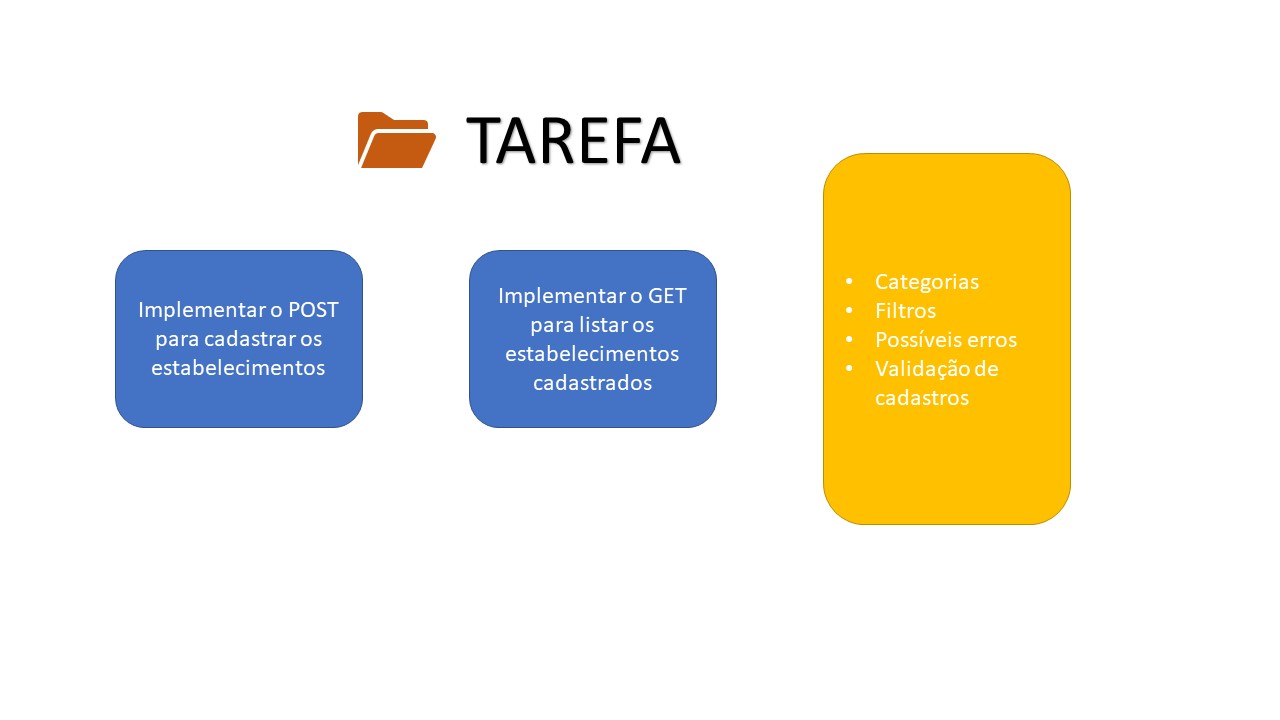 TAREFA
Implementar o POST
para cadastrar os
estabelecimentos
Implementar o GET
para listar os
estabelecimentos
cadastrados
• Categorias
• Filtros
• Possíveis erros
• Validação de
cadastros